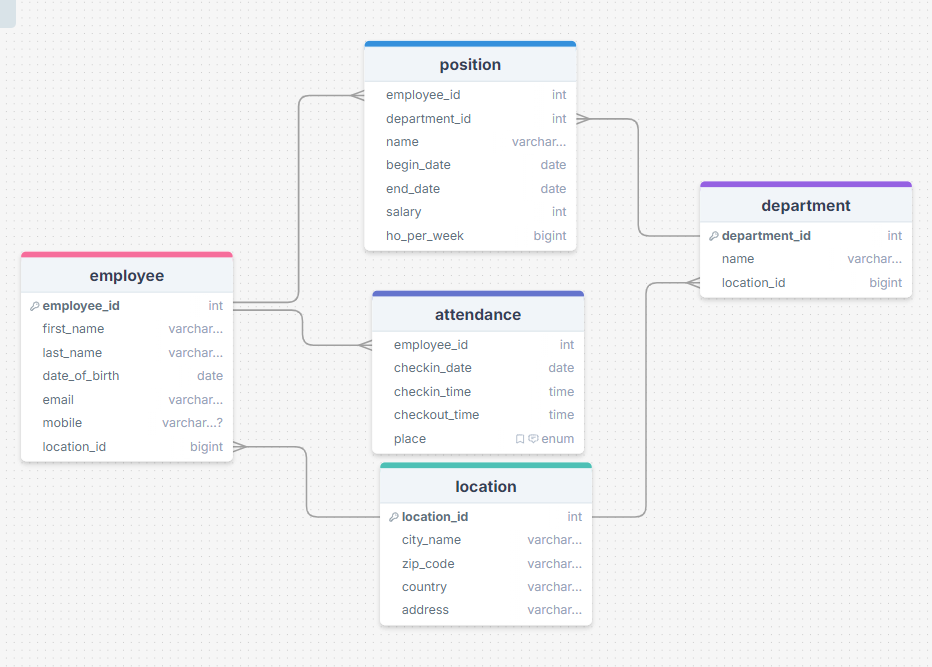 position
employee_id int
department_id int
name varchar...
begin_date date
end_date date
salary int
ho_per_week bigint
department
department_id int
name varchar...
location_id bigint
employee
employee_id int
first_name varchar...
last_name varchar...
date_of_birth date
email varchar...
mobile varchar...?
location_id bigint
attendance
employee_id int
checkin_date date
checkin_time time
checkout_time time
place enum
location
location_id int
city_name varchar...
zip_code varchar...
country varchar...
address varchar...